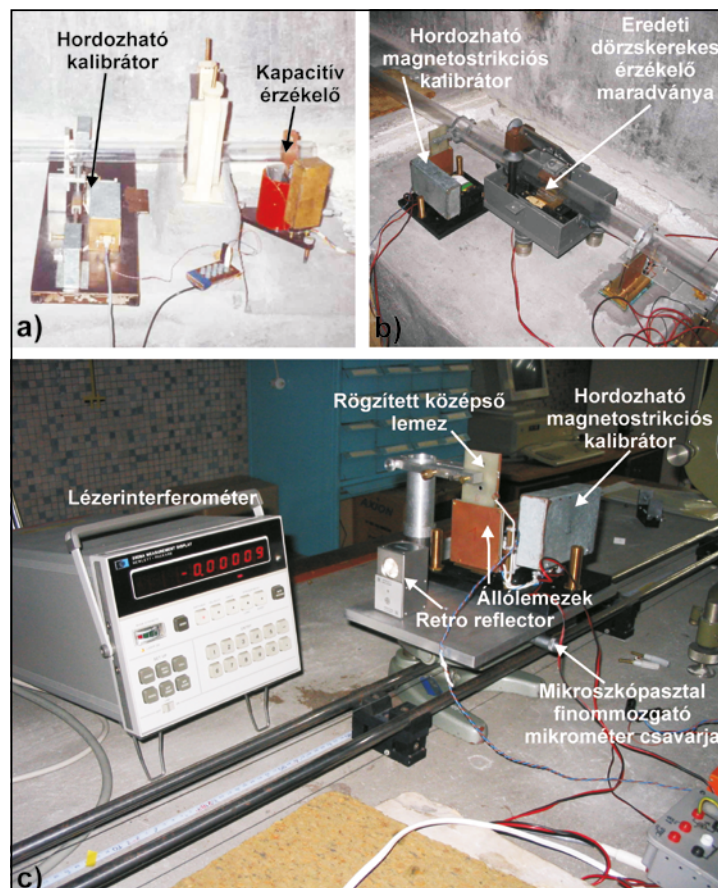 Hordozható
kalibrátor
Kapacitív
érzékelő
a)
Hordozható
magnetostrikciós
kalibrátor
Eredeti
dörzskerekes
érzékelő
maradványa
b)
Rögzített középső
lemez
Hordozható
magnetostrikciós
kalibrátor
Lézerinterferométer
-0.00009
Állólemezek
Retro reflector
Mikroszkópasztal
finommozgató
mikrométer csavarja
c)